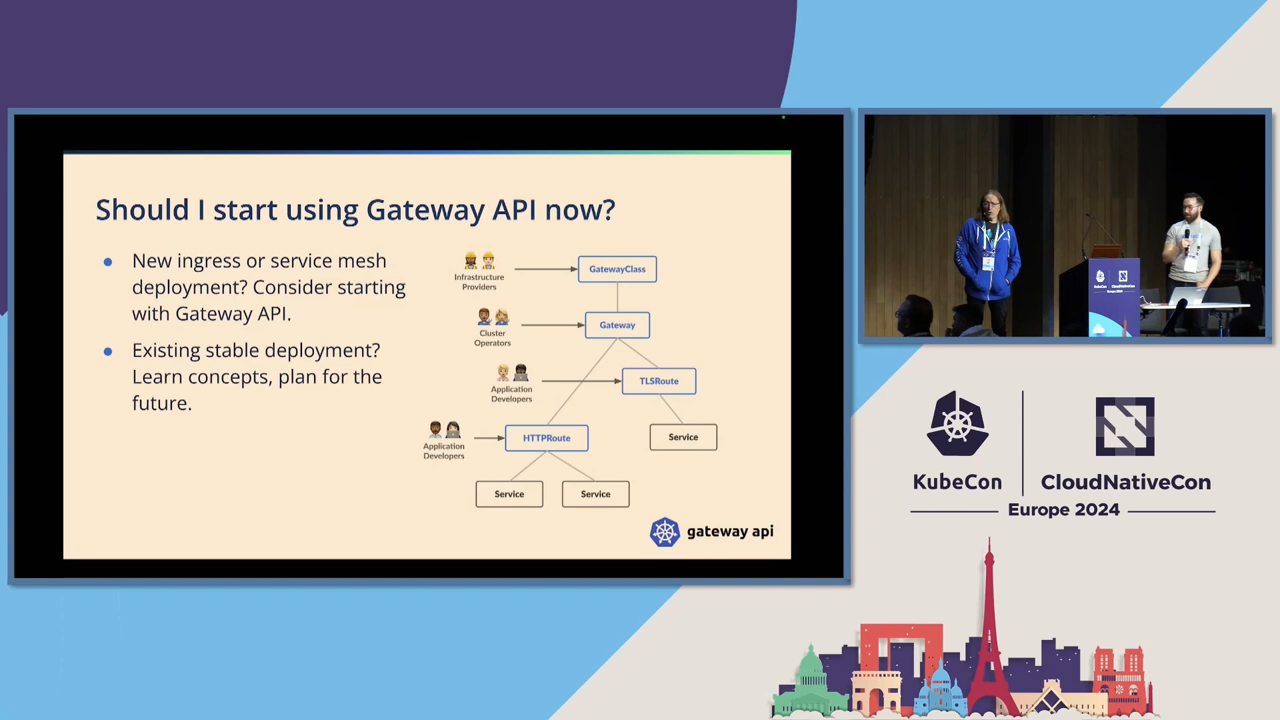 Should I start using Gateway API now?
● New ingress or service mesh
deployment? Consider starting
with Gateway API.
● Existing stable deployment?
Learn concepts, plan for the
future.
Infrastructure
Providers
GatewayClass
Cluster
Operators
Gateway
Application
Developers
TLSRoute
Application
Developers
HTTPRoute
Service
Service
Service
gateway api
KubeCon
CloudNativeCon
KubeCon
CloudNativeCon
Europe 2024